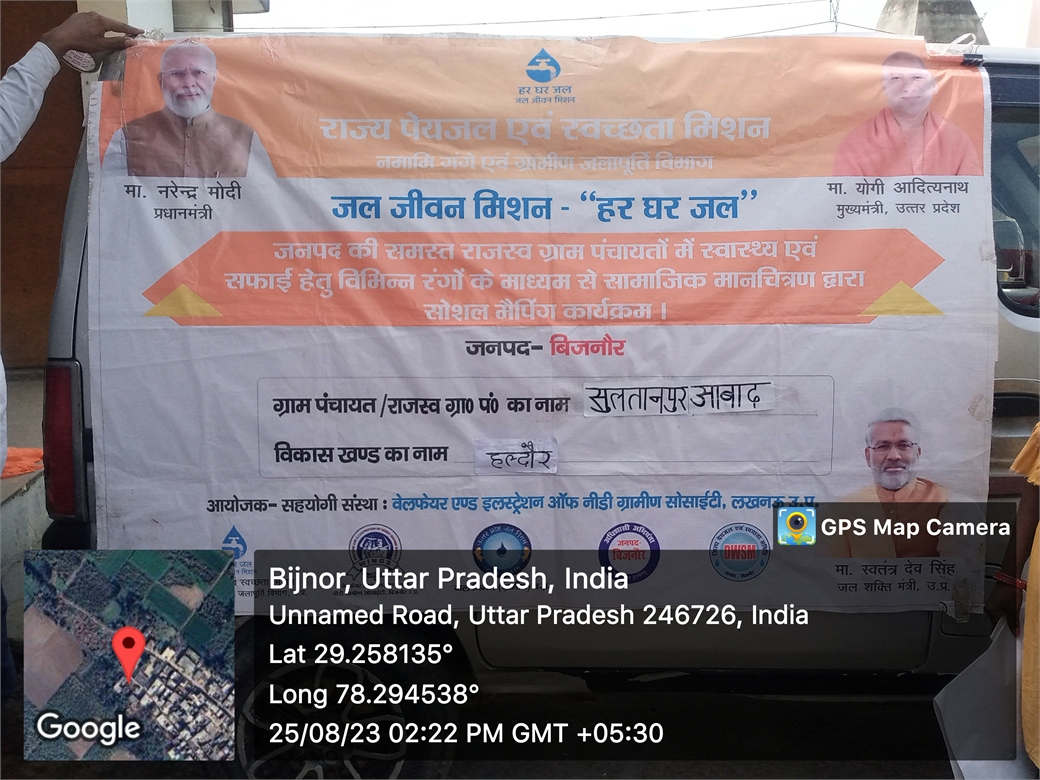 हर घर जल
जल जीवन मिशन
राज्य पेयजल एवं स्वच्छता मिशन
नमामि गंगे एवं ग्रामीण जलापूर्ति विभाग
मा. नरेन्द्र मोदी
प्रधानमंत्री
मा. योगी आदित्यनाथ
मुख्यमंत्री, उत्तर प्रदेश
जल जीवन मिशन - “हर घर जल”
जनपद की समस्त राजस्व ग्राम पंचायतों में स्वास्थ्य एवं
सफाई हेतु विभिन्न रंगों के माध्यम से सामाजिक मानचित्रण द्वारा
सोशल मैपिंग कार्यक्रम ।
जनपद- बिजनौर
ग्राम पंचायत/राजस्व ग्रा० पं० का नाम सुलतानपुर आबाद
विकास खण्ड का नाम हल्दौर
आयोजक- सहयोगी संस्था : वेलफेयर एण्ड इलस्ट्रेशन ऑफ नीडी ग्रामीण सोसाईटी, लखनऊ उ.प्र.
जनपद-
बिजनौर
DWSM
मा. स्वतंत्र देव सिंह
जल शक्ति मंत्री, उ.प्र.
GPS Map Camera
Bijnor, Uttar Pradesh, India
Unnamed Road, Uttar Pradesh 246726, India
Lat 29.258135°
Long 78.294538°
25/08/23 02:22 PM GMT +05:30
Google